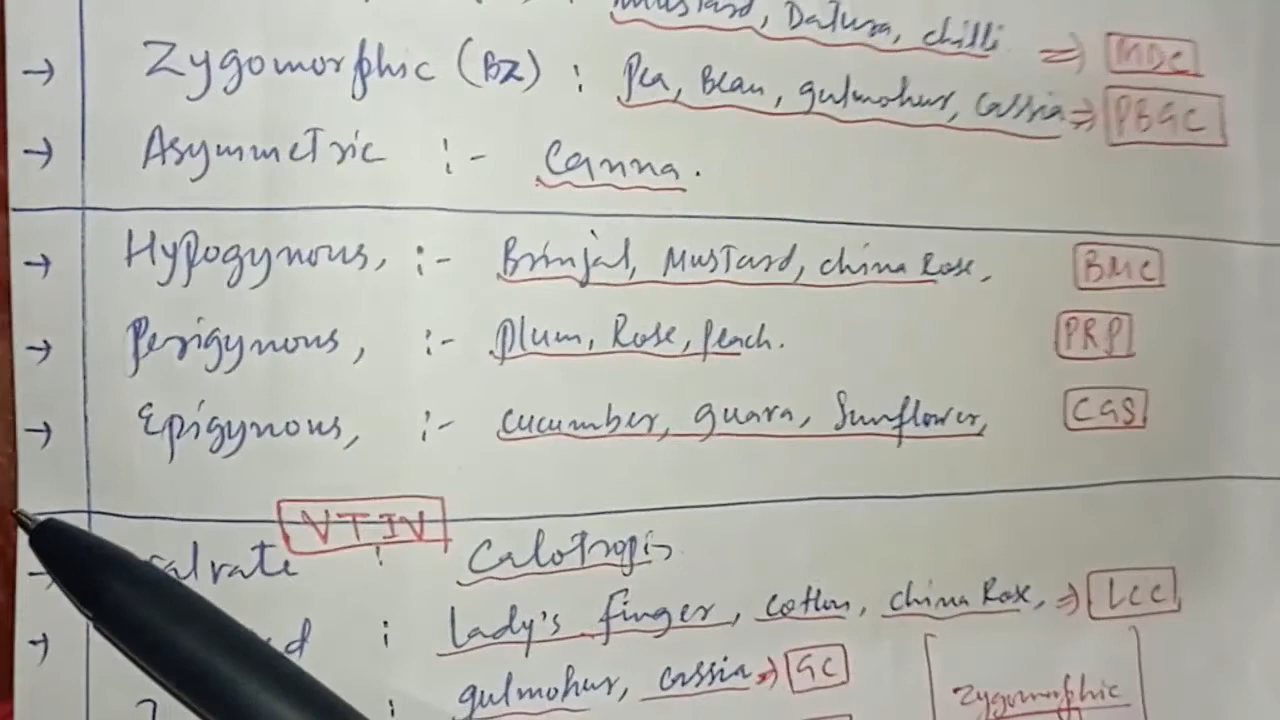 Mustard, Datura, chilli ⇒ MDC
→ Zygomorphic (BZ) : Pea, Bean, gulmohur, Cassia ⇒ PBGC
→ Asymmetric :- Canna.
→ Hypogynous, :- Brinjal, Mustard, china Rose, BMC
→ Perigynous, :- Plum, Rose, Peach. PRP
→ Epigynous, :- cucumber, guava, Sunflower, CGS
VTIV
alvate : Calotropis
→ d : Lady's finger, cotton, china Rose, ⇒ LCC
: gulmohur, cassia ⇒ GC
[ Zygomorphic ]